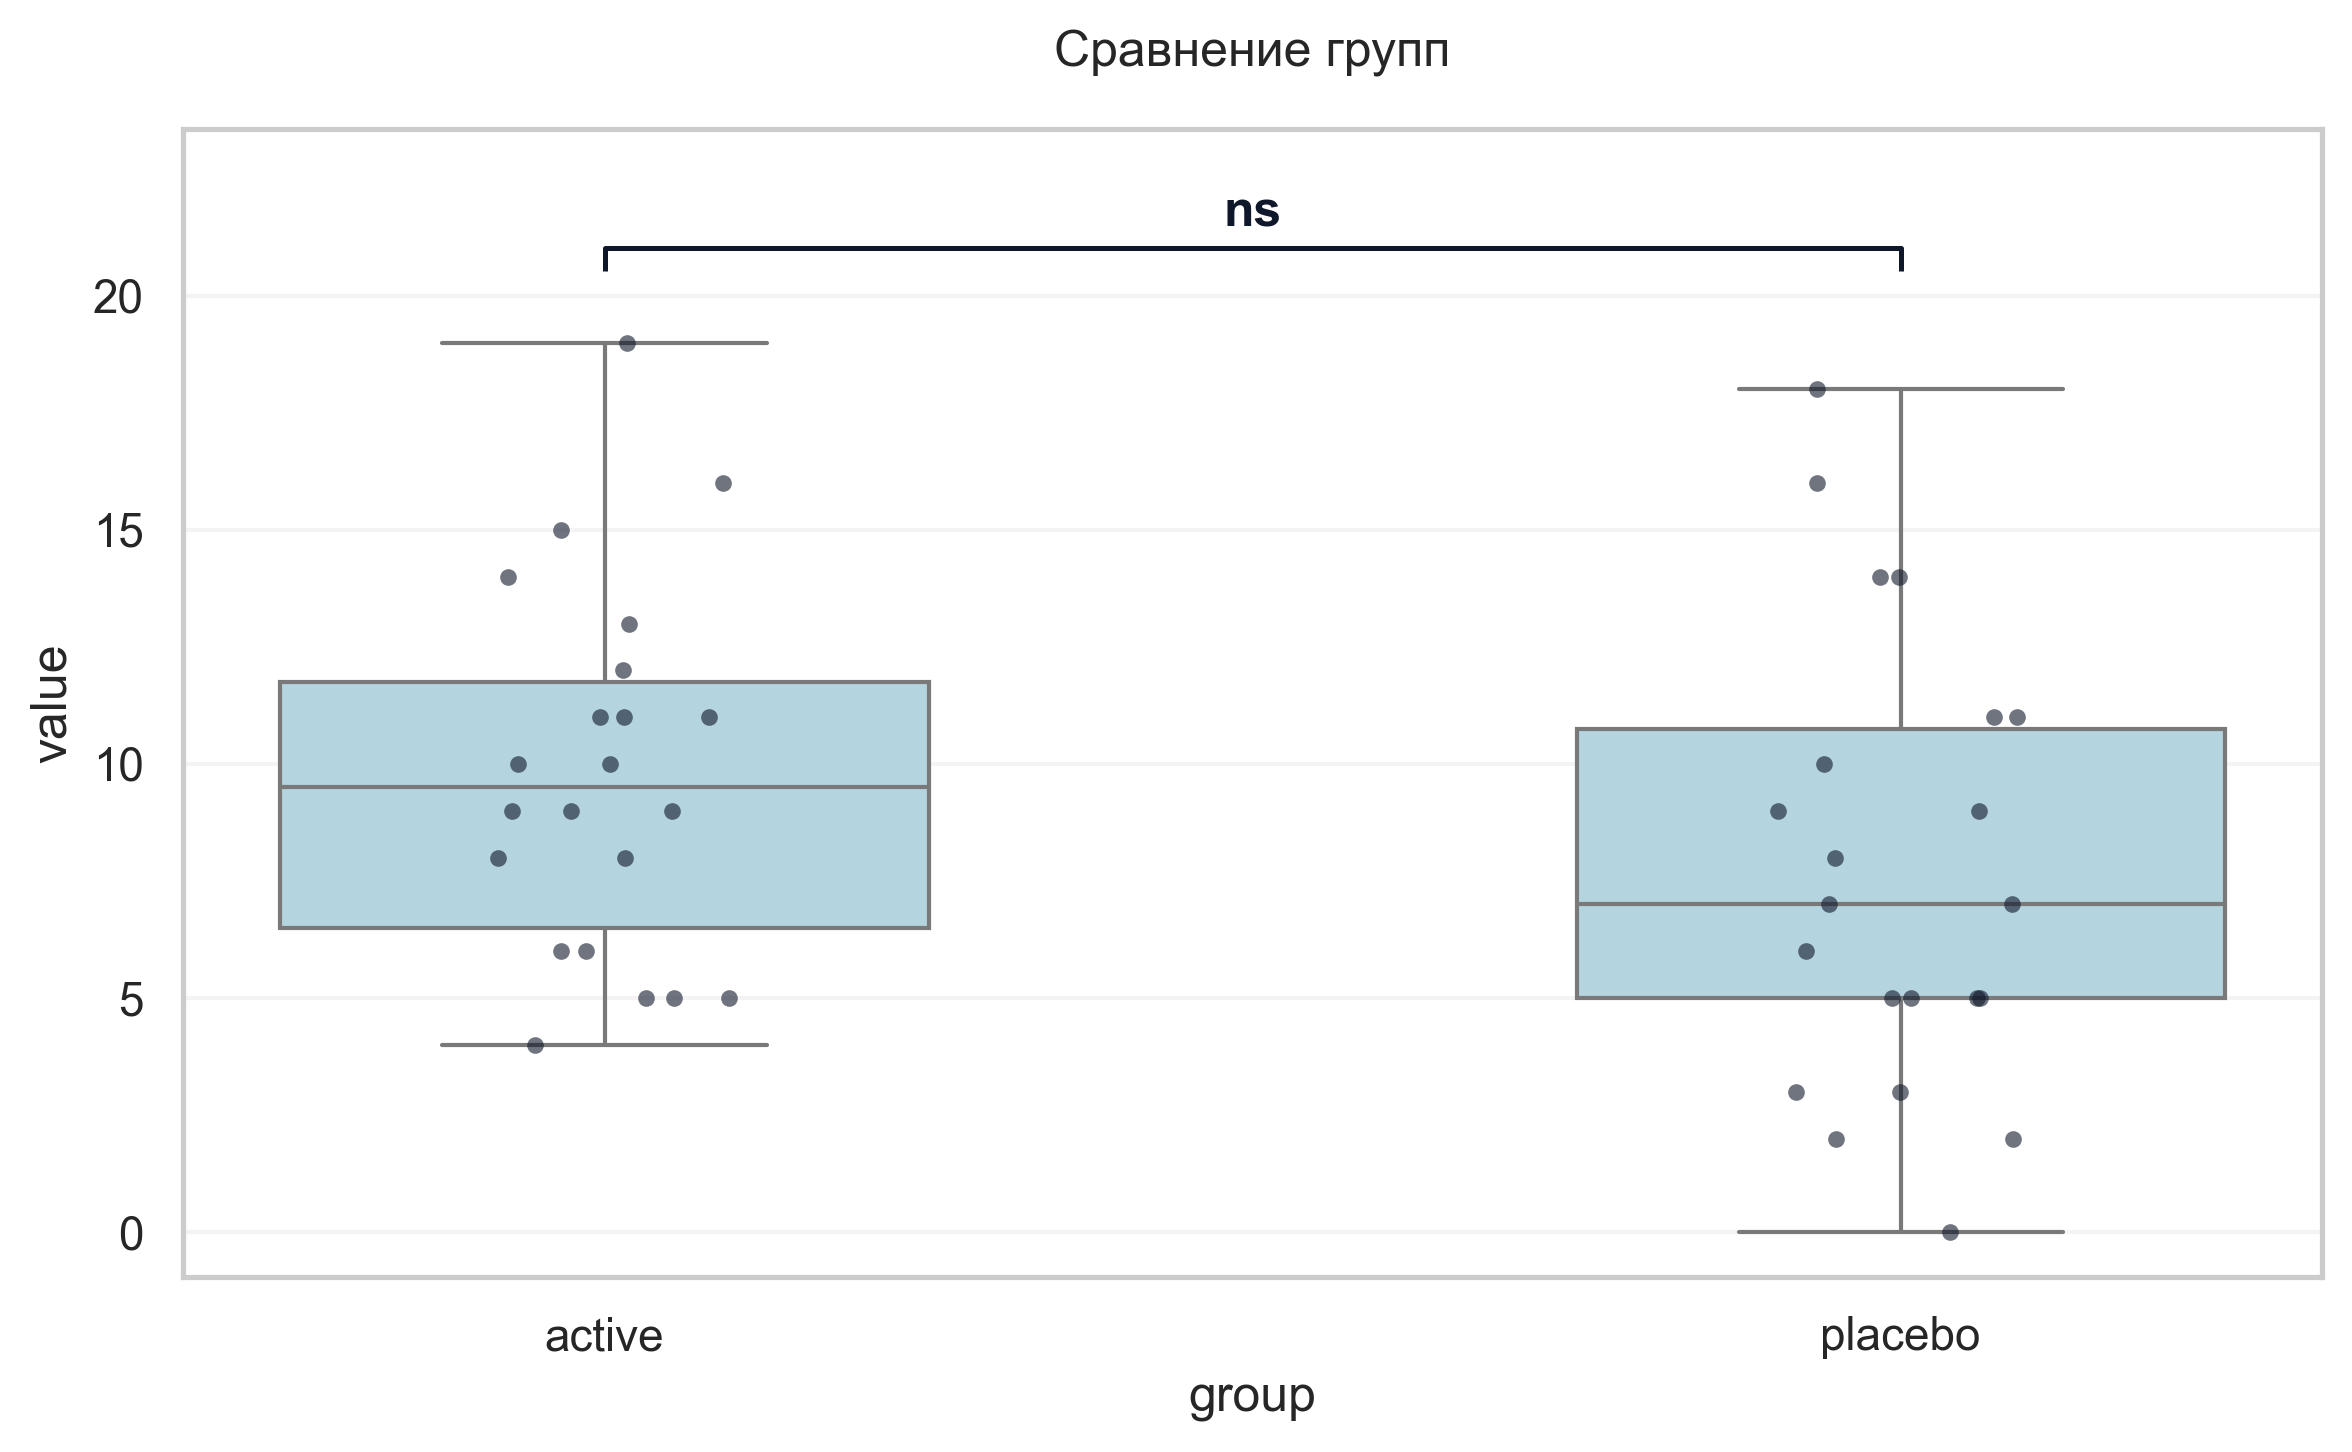 Сравнение групп
ns
20
15
10
5
0
value
active
placebo
group